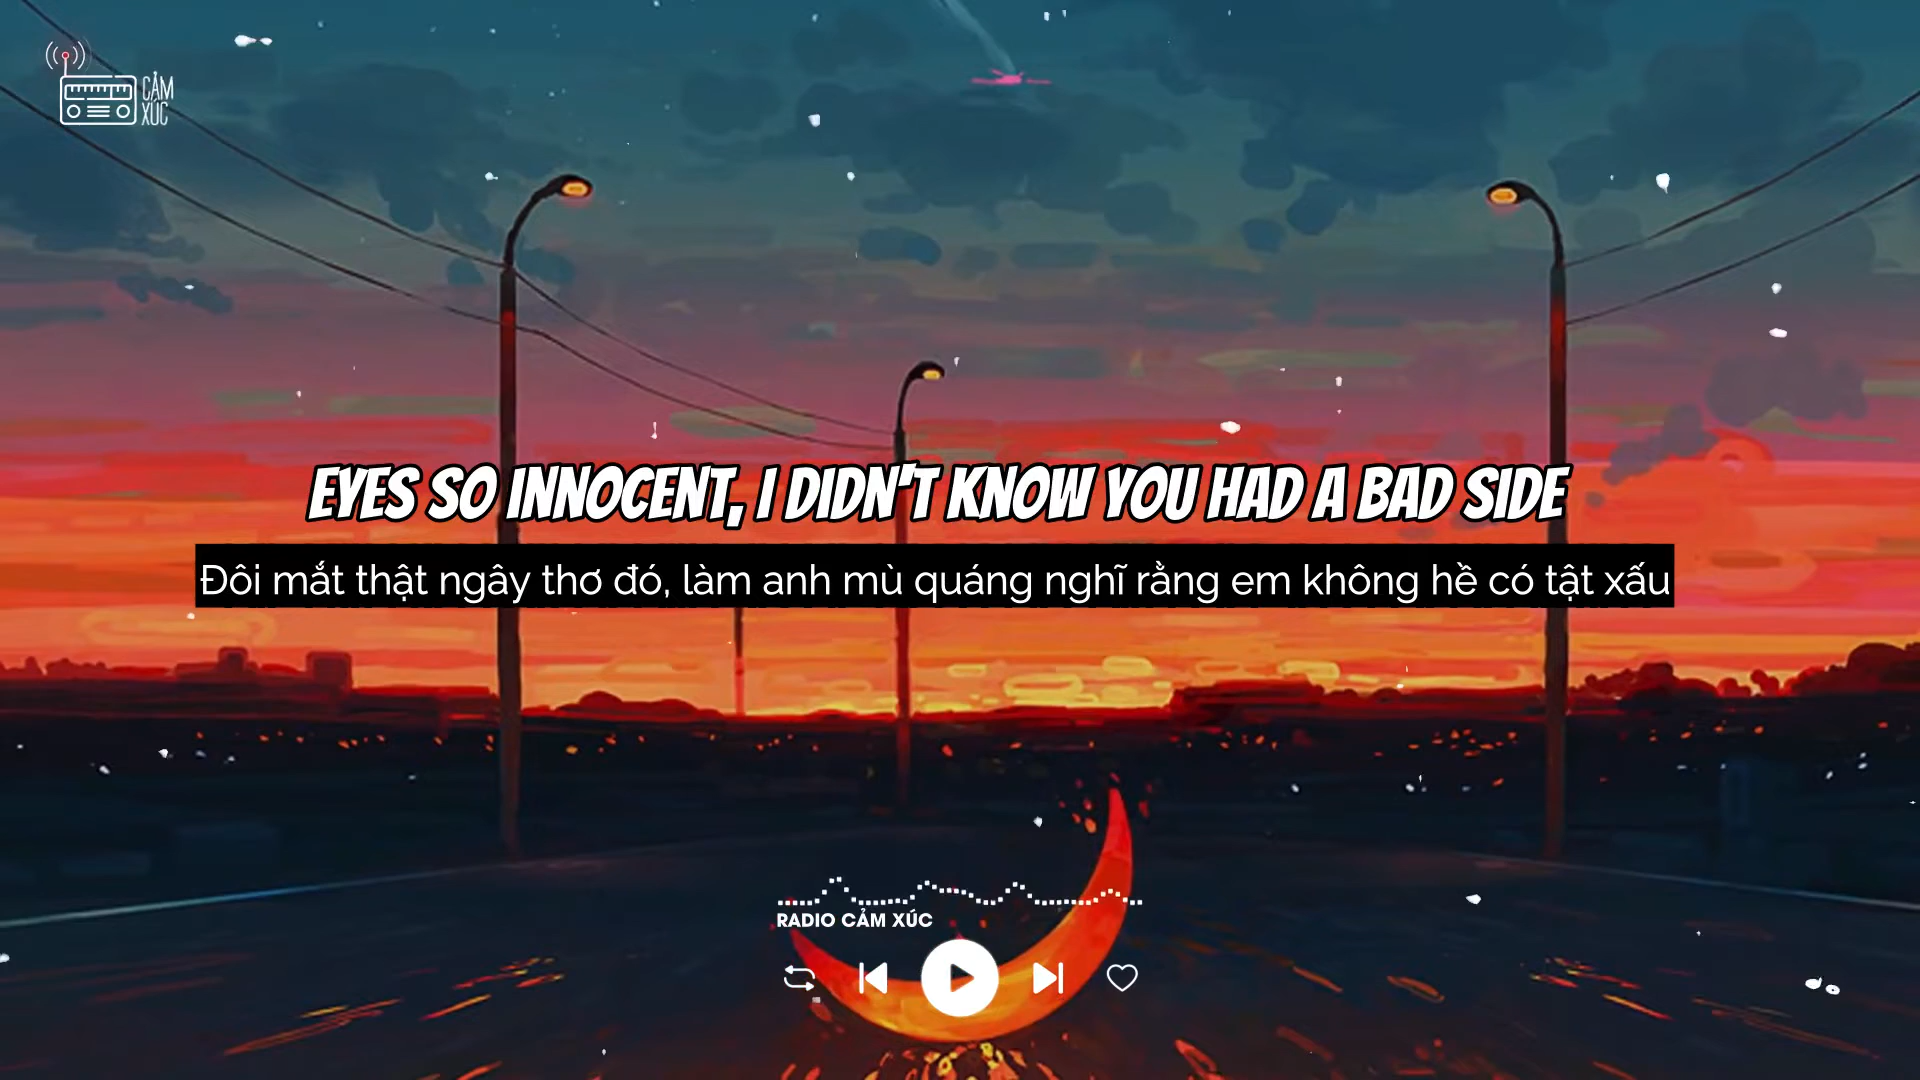 CẢM
XÚC
EYES SO INNOCENT, I DIDN'T KNOW YOU HAD A BAD SIDE
Đôi mắt thật ngây thơ đó, làm anh mù quáng nghĩ rằng em không hề có tật xấu
RADIO CẢM XÚC